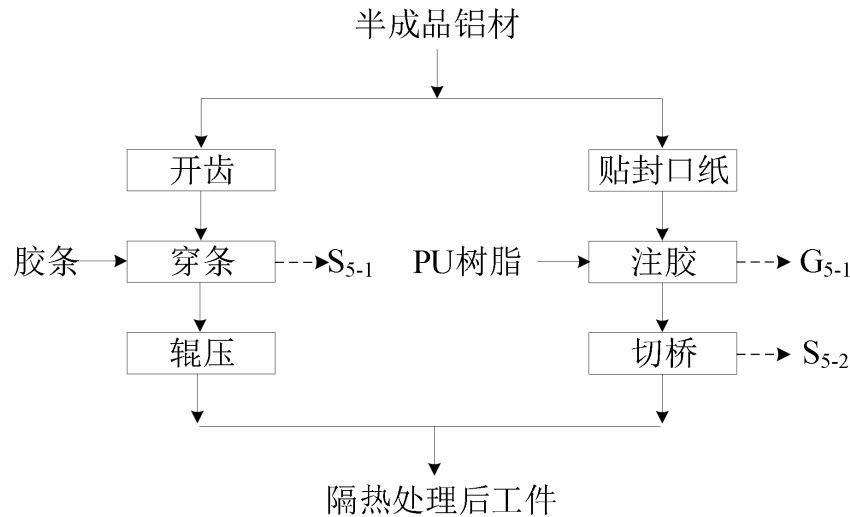 半成品铝材
开齿
贴封口纸
胶条
穿条
S5-1
PU树脂
注胶
G5-1
辊压
切桥
S5-2
隔热处理后工件